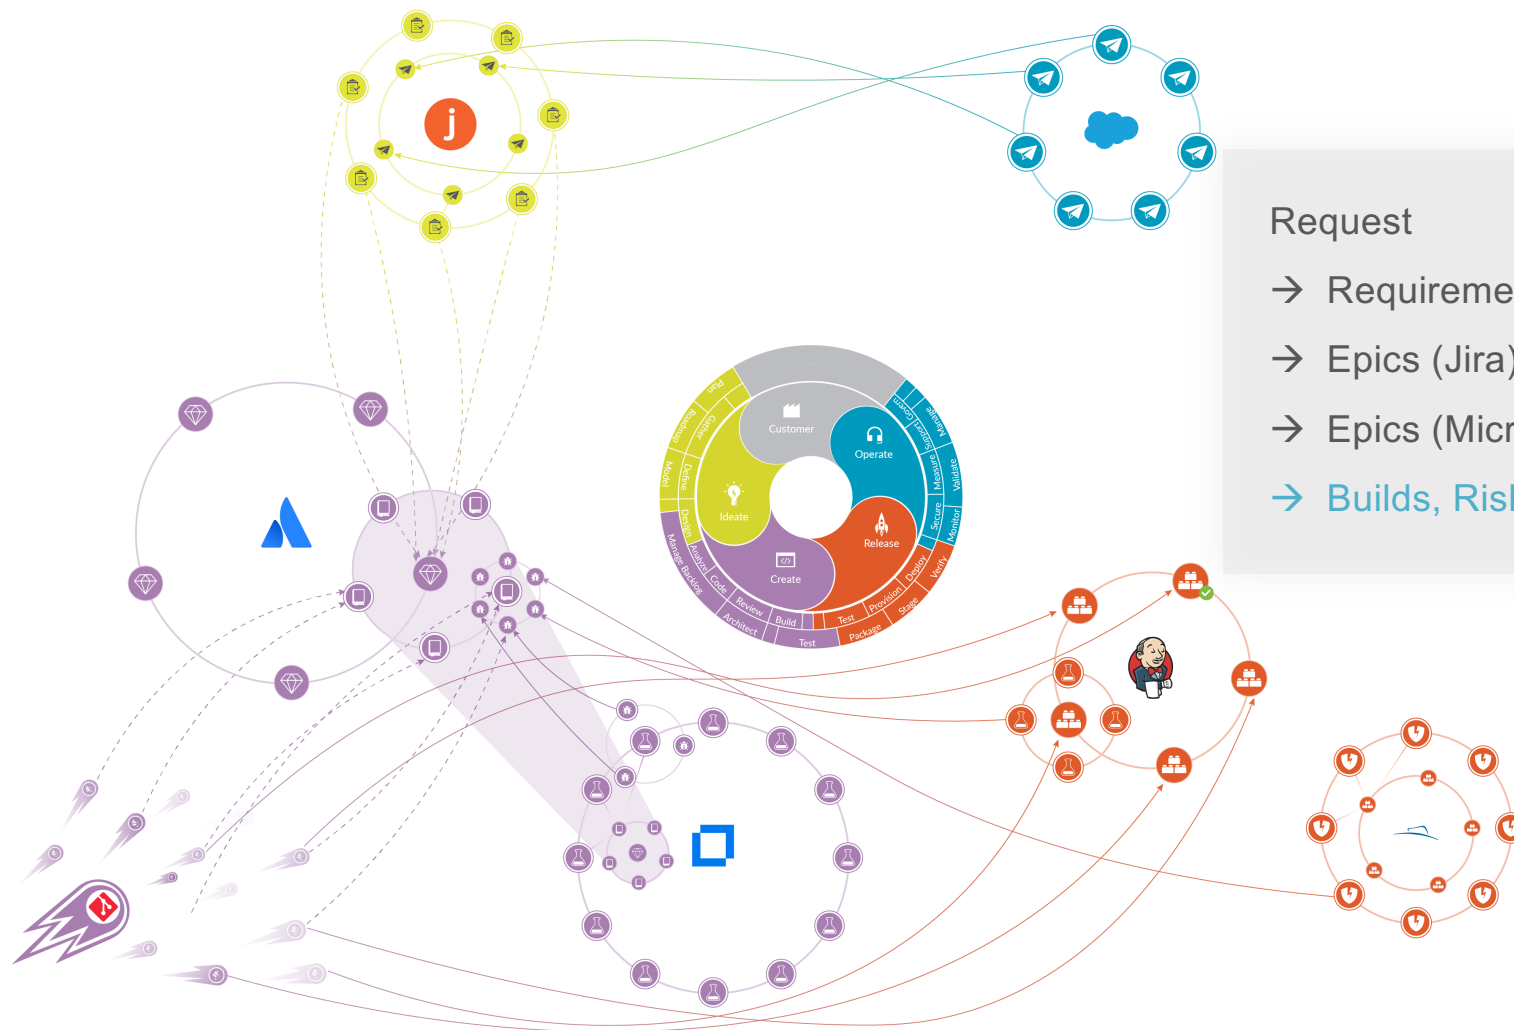 j
Request
→ Requireme
→ Epics (Jira)
→ Epics (Micr
→ Builds, Risl
Customer
Operate
Release
Create
Ideate
Plan
Roadmap
Model
Gather
Define
Design
Manage Backlog
Analyze
Code
Review
Build
Architect
Test
Test
Package
Provision
Stage
Deploy
Verify
Secure
Monitor
Measure
Validate
Support
Manage
Govern